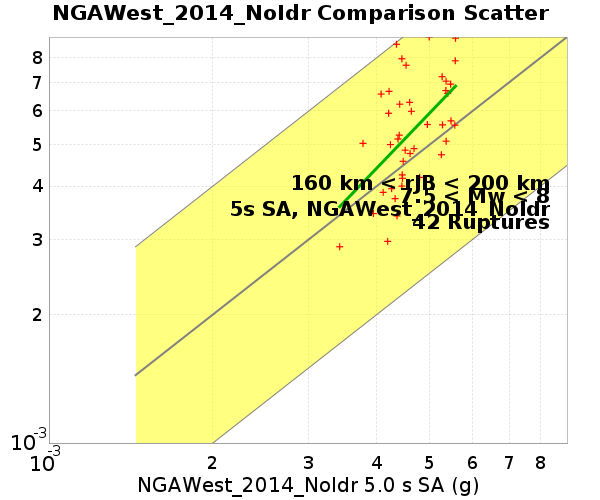 NGAWest_2014_NoIdr Comparison Scatter
8
7
6
5
4
3
2
10-3
160 km < rJB < 200 km
7.5 < Mw < 8
5s SA, NGAWest_2014_NoIdr
42 Ruptures
10-3
2 3 4 5 6 7 8
NGAWest_2014_NoIdr 5.0 s SA (g)